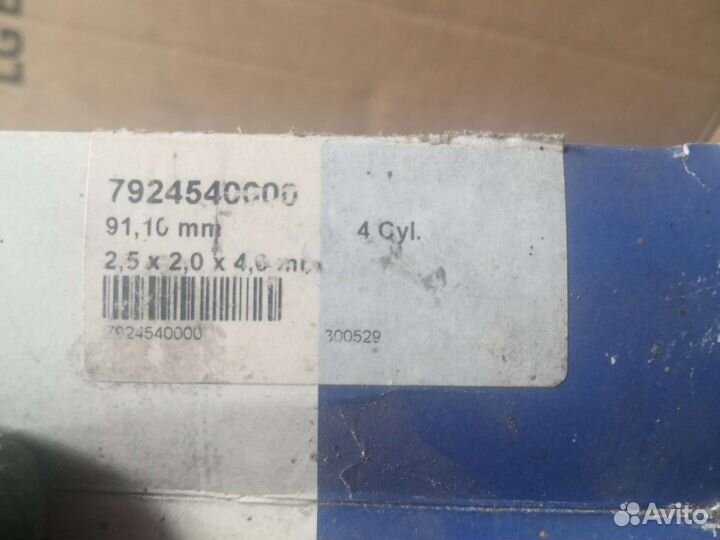 7924540000
91,10 mm 4 Cyl.
2,5 x 2,0 x 4,0 mm
7924540000 300529
Avito